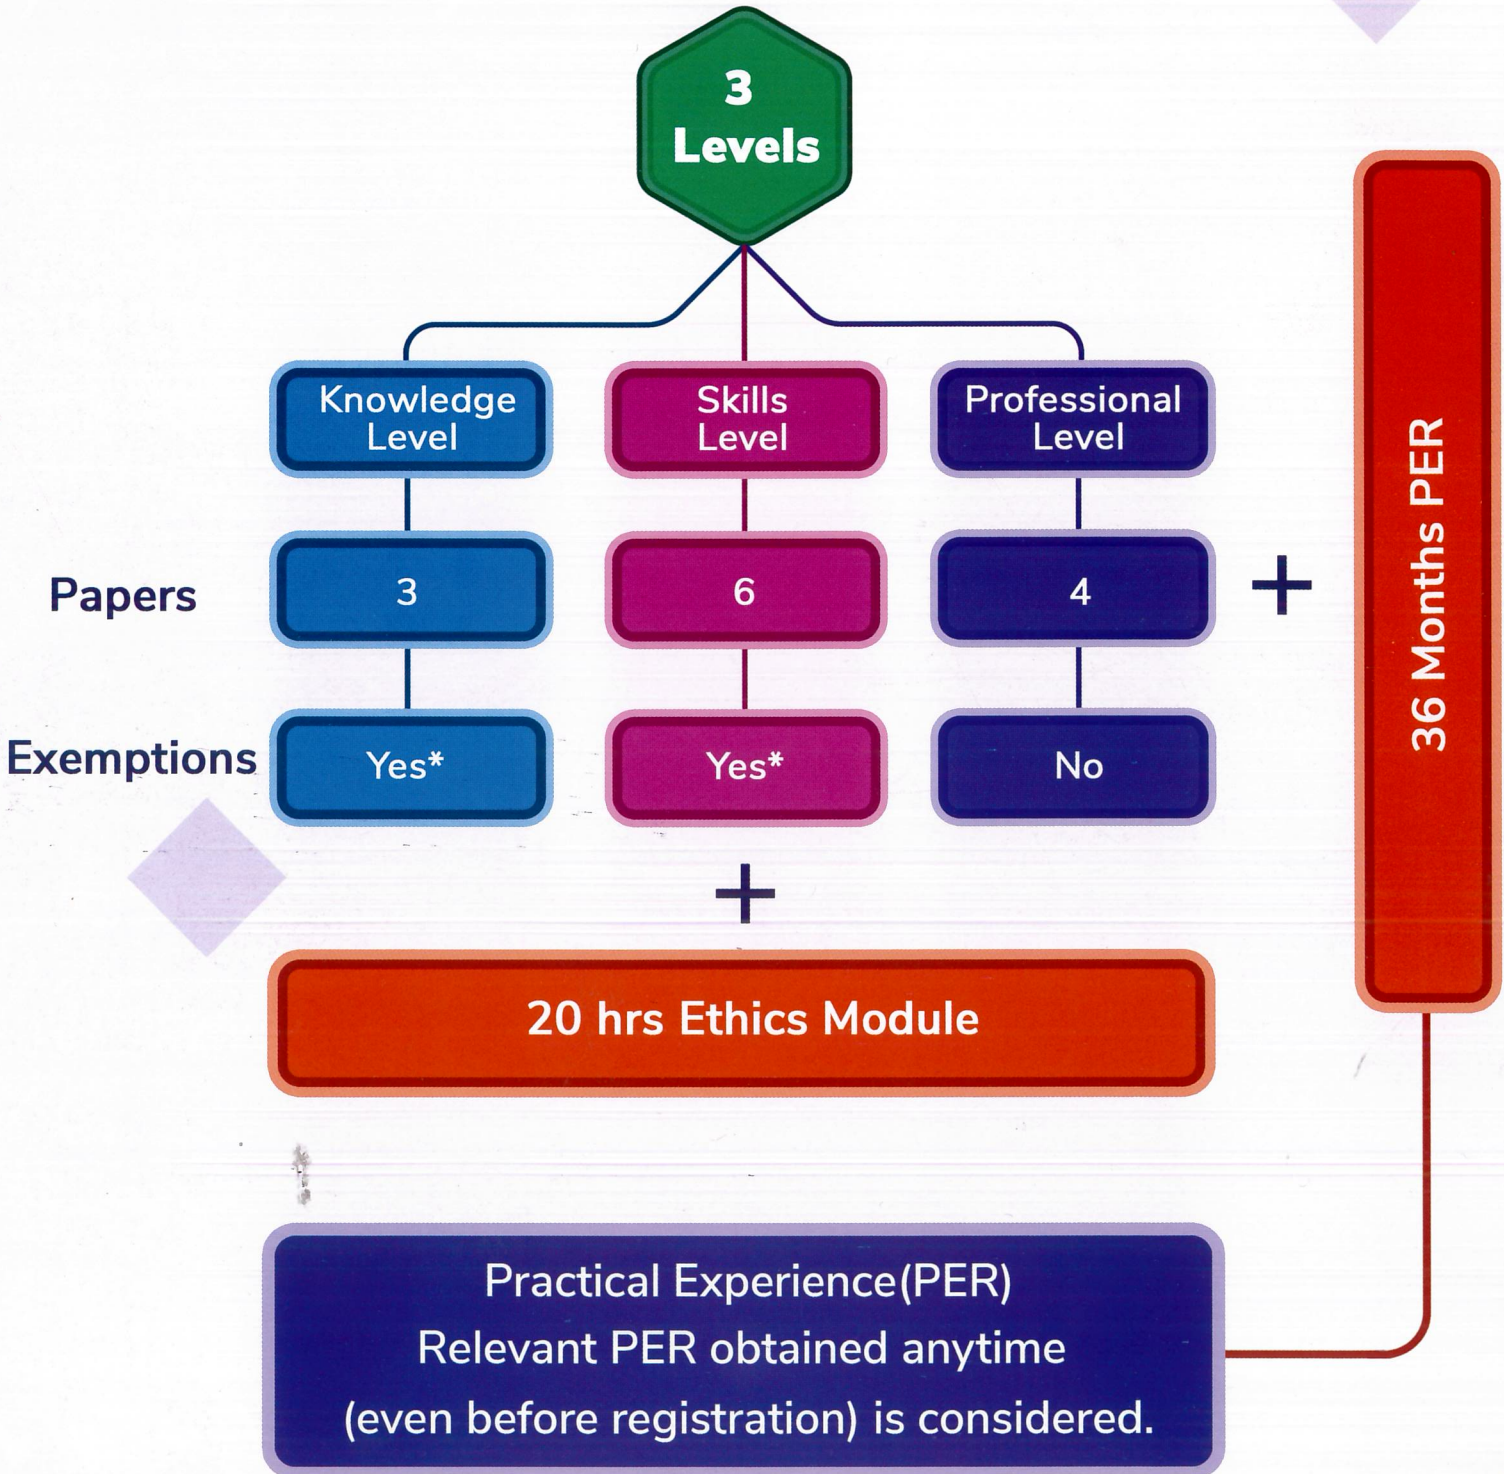 3
Levels
Knowledge
Level
Skills
Level
Professional
Level
Papers
3
6
4
+
Exemptions
Yes*
Yes*
No
+
36 Months PER
20 hrs Ethics Module
Practical Experience(PER)
Relevant PER obtained anytime
(even before registration) is considered.